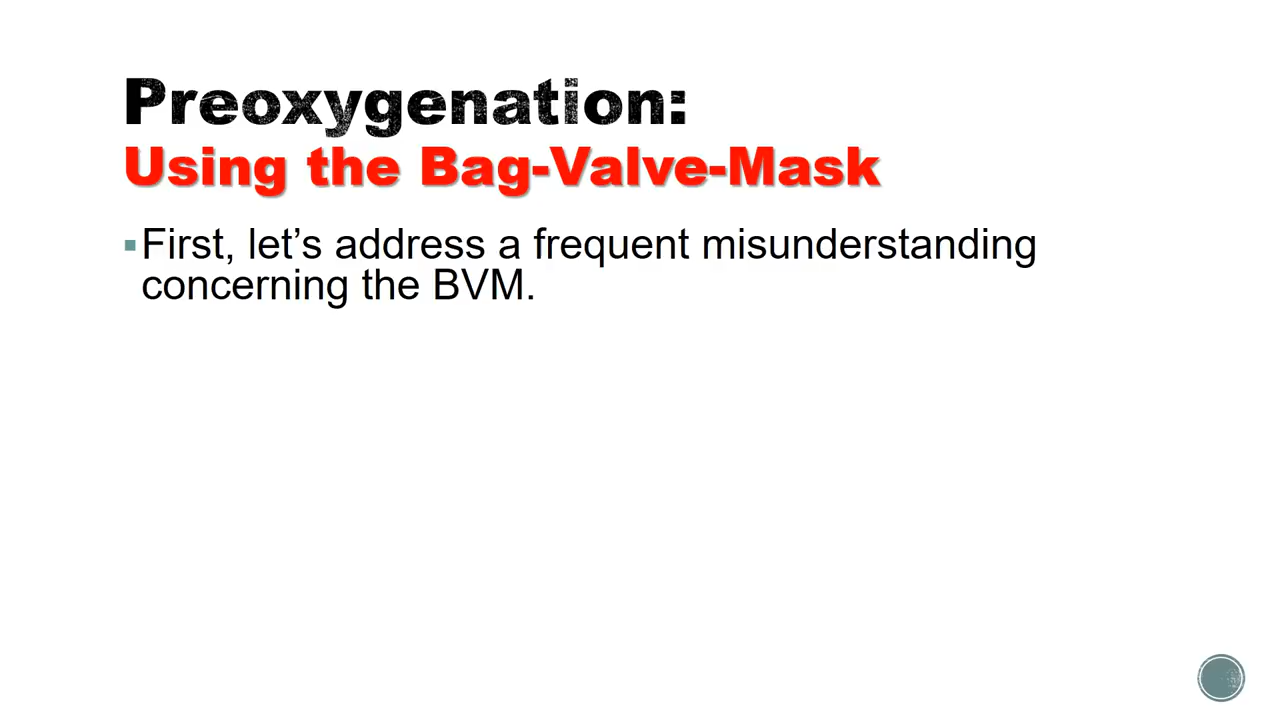 Preoxygenation:
Using the Bag-Valve-Mask
▪First, let’s address a frequent misunderstanding
concerning the BVM.